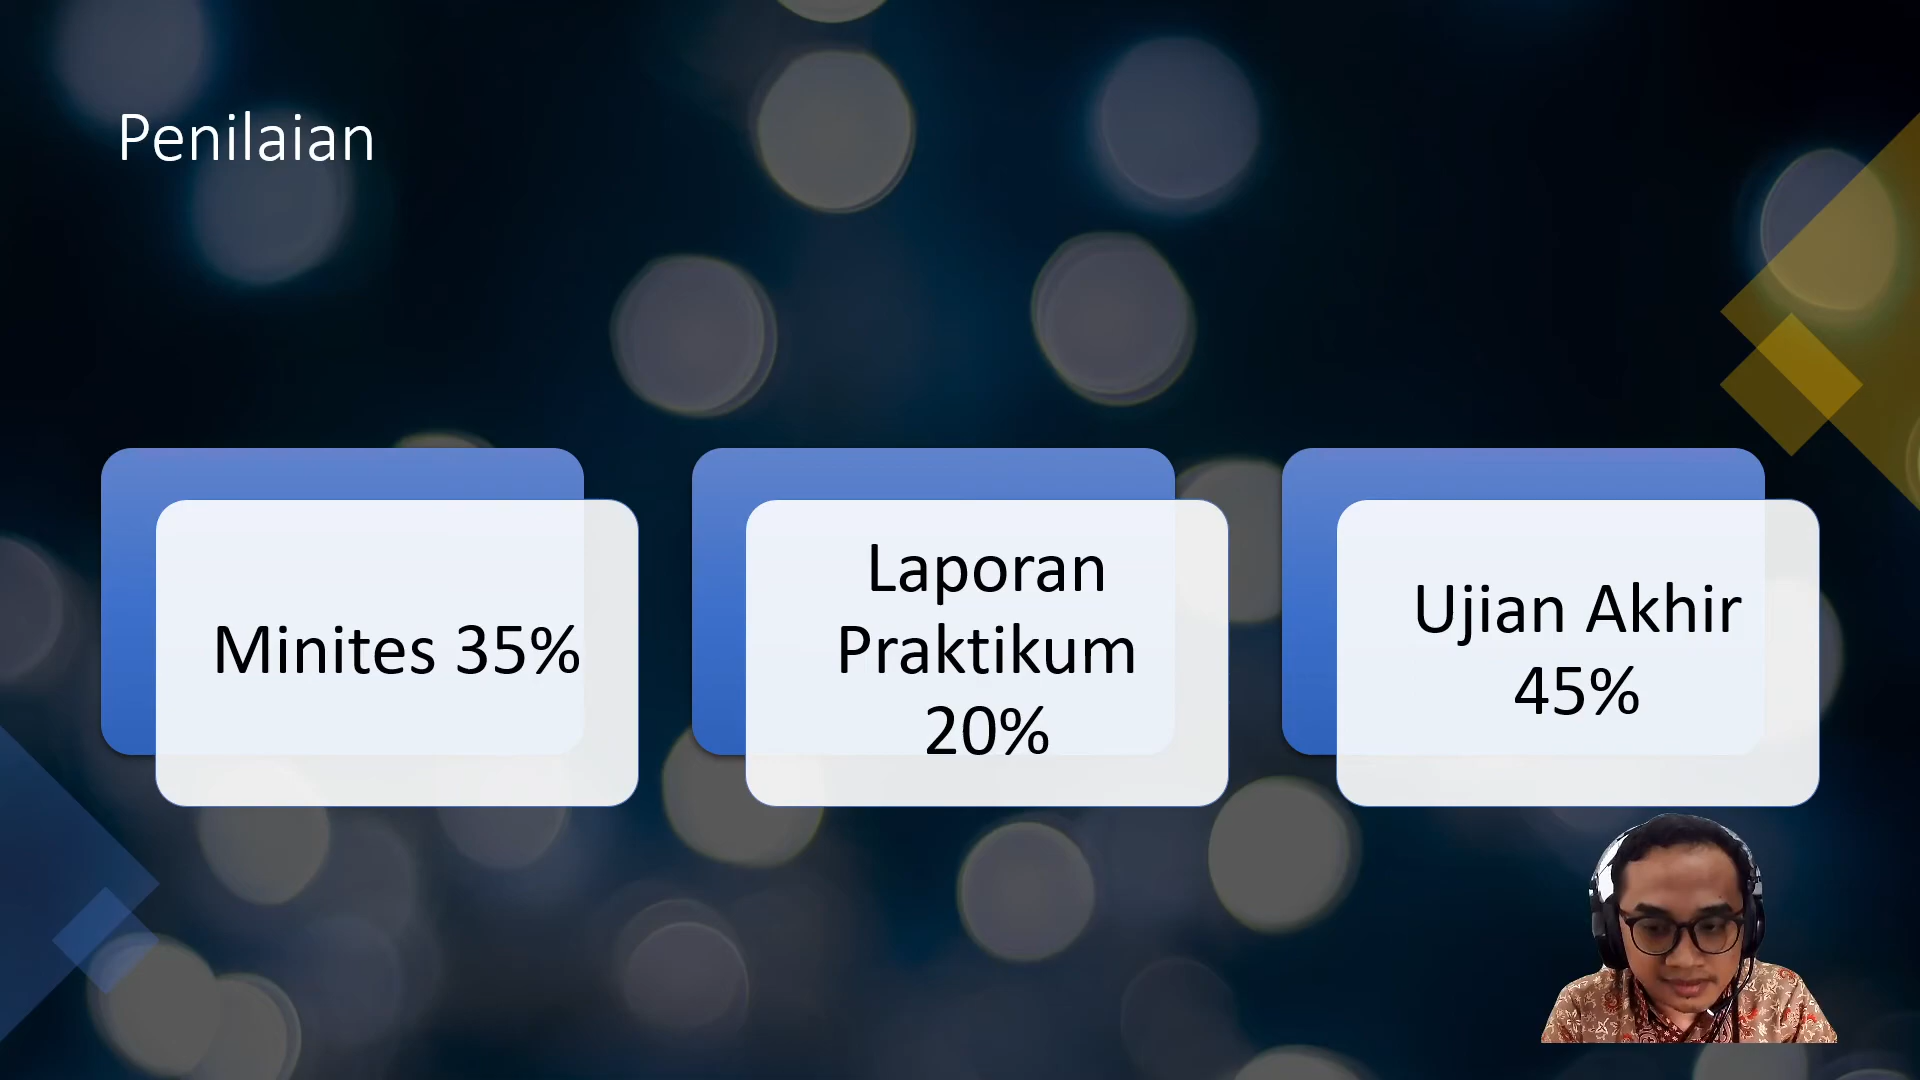 Penilaian
Minites 35%
Laporan
Praktikum
20%
Ujian Akhir
45%